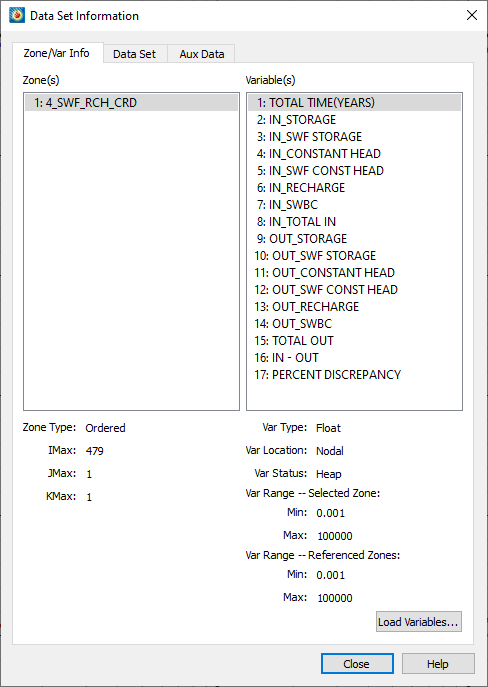 Data Set Information
Zone/Var Info
Data Set
Aux Data
Zone(s)
1: 4_SWF_RCH_CRD
Variable(s)
1: TOTAL TIME(YEARS)
2: IN_STORAGE
3: IN_SWF STORAGE
4: IN_CONSTANT HEAD
5: IN_SWF CONST HEAD
6: IN_RECHARGE
7: IN_SWBC
8: IN_TOTAL IN
9: OUT_STORAGE
10: OUT_SWF STORAGE
11: OUT_CONSTANT HEAD
12: OUT_SWF CONST HEAD
13: OUT_RECHARGE
14: OUT_SWBC
15: TOTAL OUT
16: IN - OUT
17: PERCENT DISCREPANCY
Zone Type: Ordered
IMax: 479
JMax: 1
KMax: 1
Var Type: Float
Var Location: Nodal
Var Status: Heap
Var Range -- Selected Zone:
Min: 0.001
Max: 100000
Var Range -- Referenced Zones:
Min: 0.001
Max: 100000
Load Variables...
Close
Help